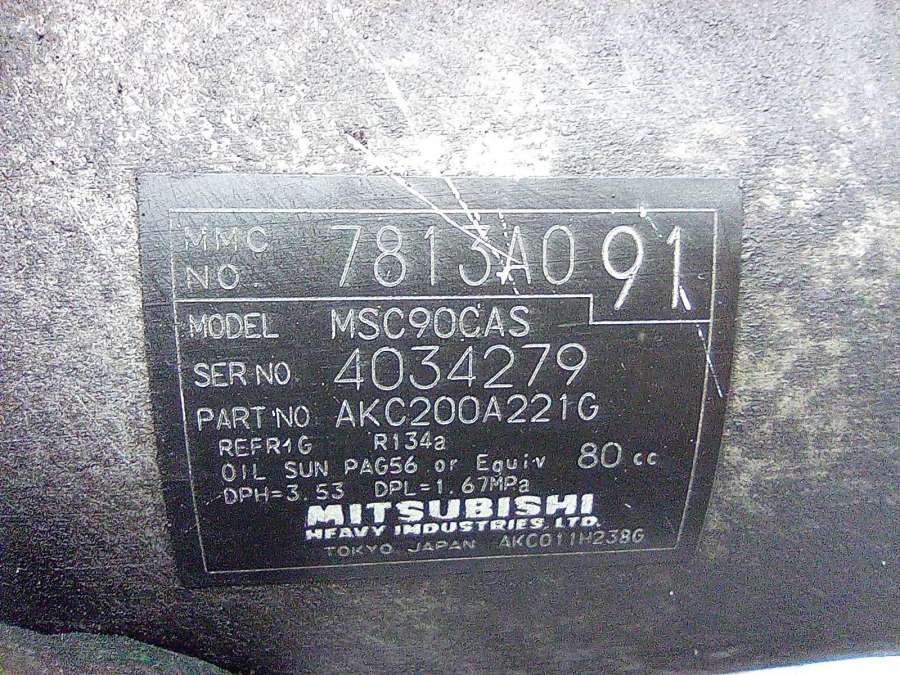 MMC NO 7813A091
MODEL MSC90CAS
SER NO. 4034279
PART NO AKC200A221G
REFRIG R134a
OIL SUN PAG56 or Equiv 80 cc
DPH=3.53 DPL=1.67MPa
MITSUBISHI
HEAVY INDUSTRIES, LTD.
TOKYO JAPAN AKC011H238G